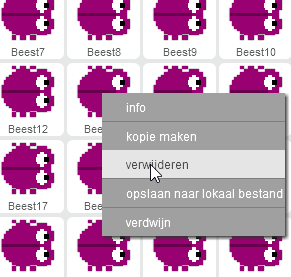 Beest7 Beest8 Beest9 Beest10
Beest12
info
kopie maken
verwijderen
Beest17
opslaan naar lokaal bestand
verdwijn